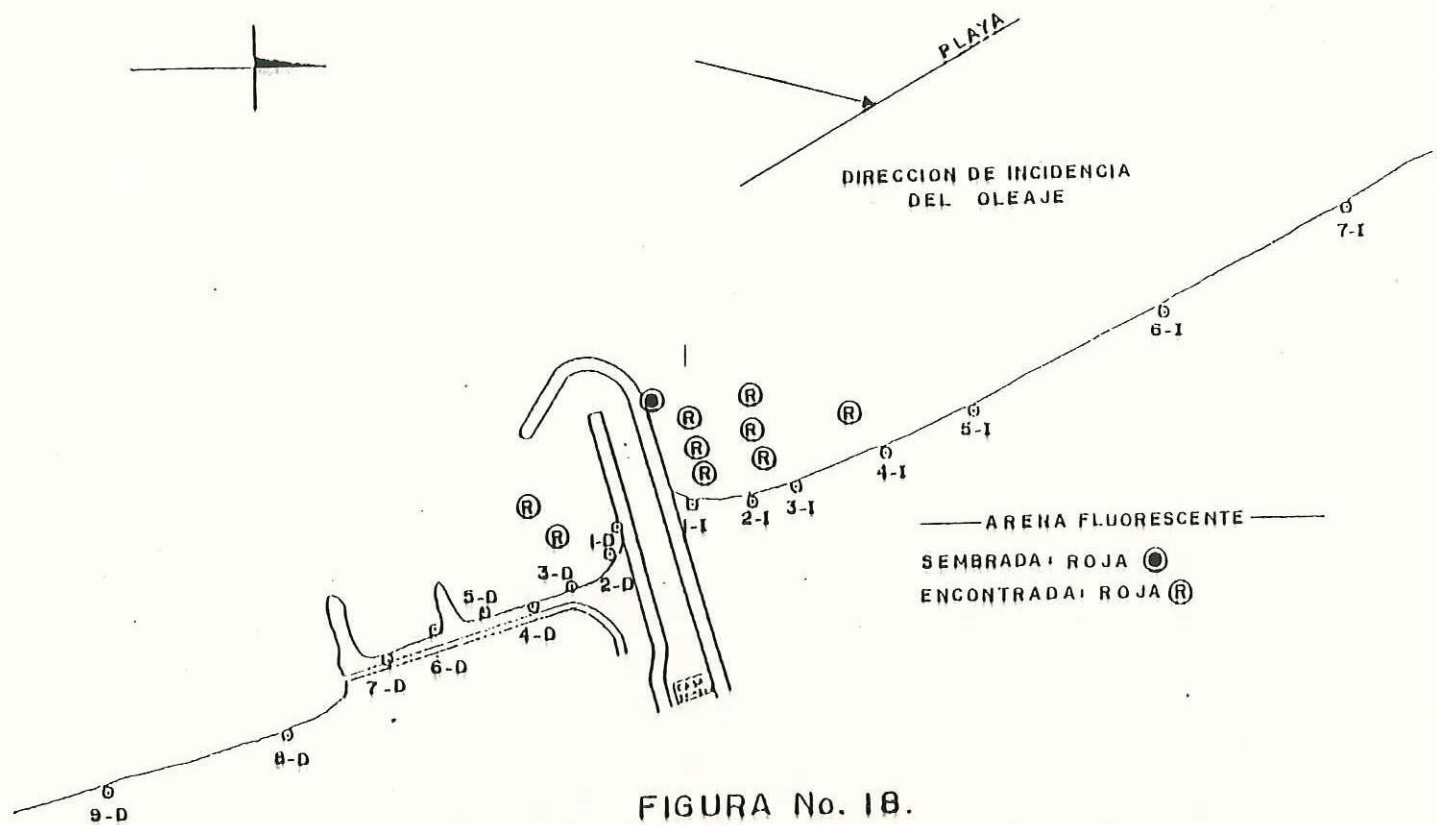 PLAYA
DIRECCION DE INCIDENCIA
DEL OLEAJE
7-I
6-I
5-I
4-I
3-I
2-I
1-I
R
R
R
R
R
R
R
R
R
1-D
2-D
3-D
4-D
5-D
6-D
7-D
8-D
9-D
ARENA FLUORESCENTE
SEMBRADA: ROJA
ENCONTRADA: ROJA R
FIGURA No. 18.